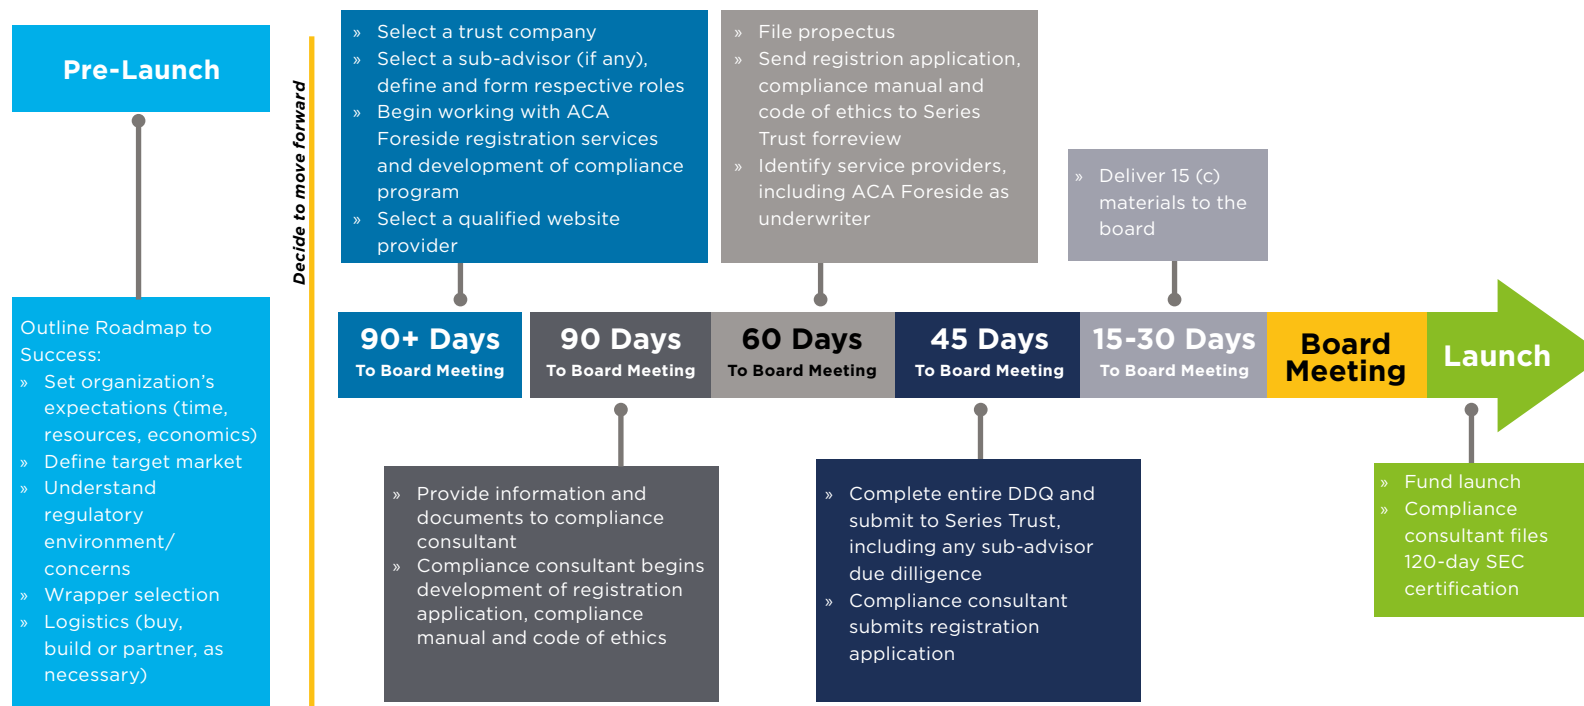 Pre-Launch
Outline Roadmap to
Success:
» Set organization's
expectations (time,
resources, economics)
» Define target market
» Understand
regulatory
environment/
concerns
» Wrapper selection
» Logistics (buy,
build or partner, as
necessary)
Decide to move forward
» Select a trust company
» Select a sub-advisor (if any),
define and form respective roles
» Begin working with ACA
Foreside registration services
and development of compliance
program
» Select a qualified website
provider
» File propectus
» Send registrion application,
compliance manual and
code of ethics to Series
Trust forreview
» Identify service providers,
including ACA Foreside as
underwriter
» Deliver 15 (c)
materials to the
board
90+ Days
To Board Meeting
90 Days
To Board Meeting
60 Days
To Board Meeting
45 Days
To Board Meeting
15-30 Days
To Board Meeting
Board
Meeting
Launch
» Provide information and
documents to compliance
consultant
» Compliance consultant begins
development of registration
application, compliance
manual and code of ethics
» Complete entire DDQ and
submit to Series Trust,
including any sub-advisor
due dilligence
» Compliance consultant
submits registration
application
» Fund launch
» Compliance
consultant files
120-day SEC
certification